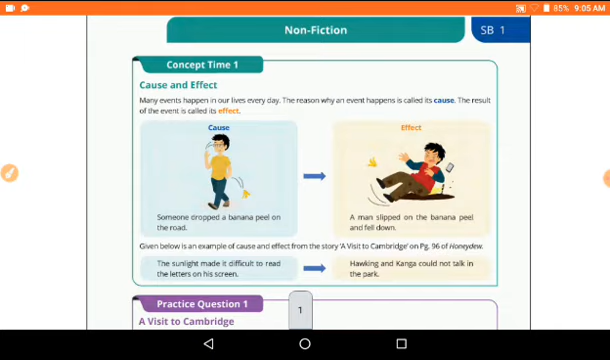 85% 9:05 AM
Non-Fiction
SB 1
Concept Time 1
Cause and Effect
Many events happen in our lives every day. The reason why an event happens is called its cause. The result
of the event is called its effect.
Cause
Someone dropped a banana peel on
the road.
Effect
A man slipped on the banana peel
and fell down.
Given below is an example of cause and effect from the story 'A Visit to Cambridge' on Pg. 96 of Honeydew.
The sunlight made it difficult to read
the letters on his screen.
Hawking and Kanga could not talk in
the park.
Practice Question 1
1
A Visit to Cambridge